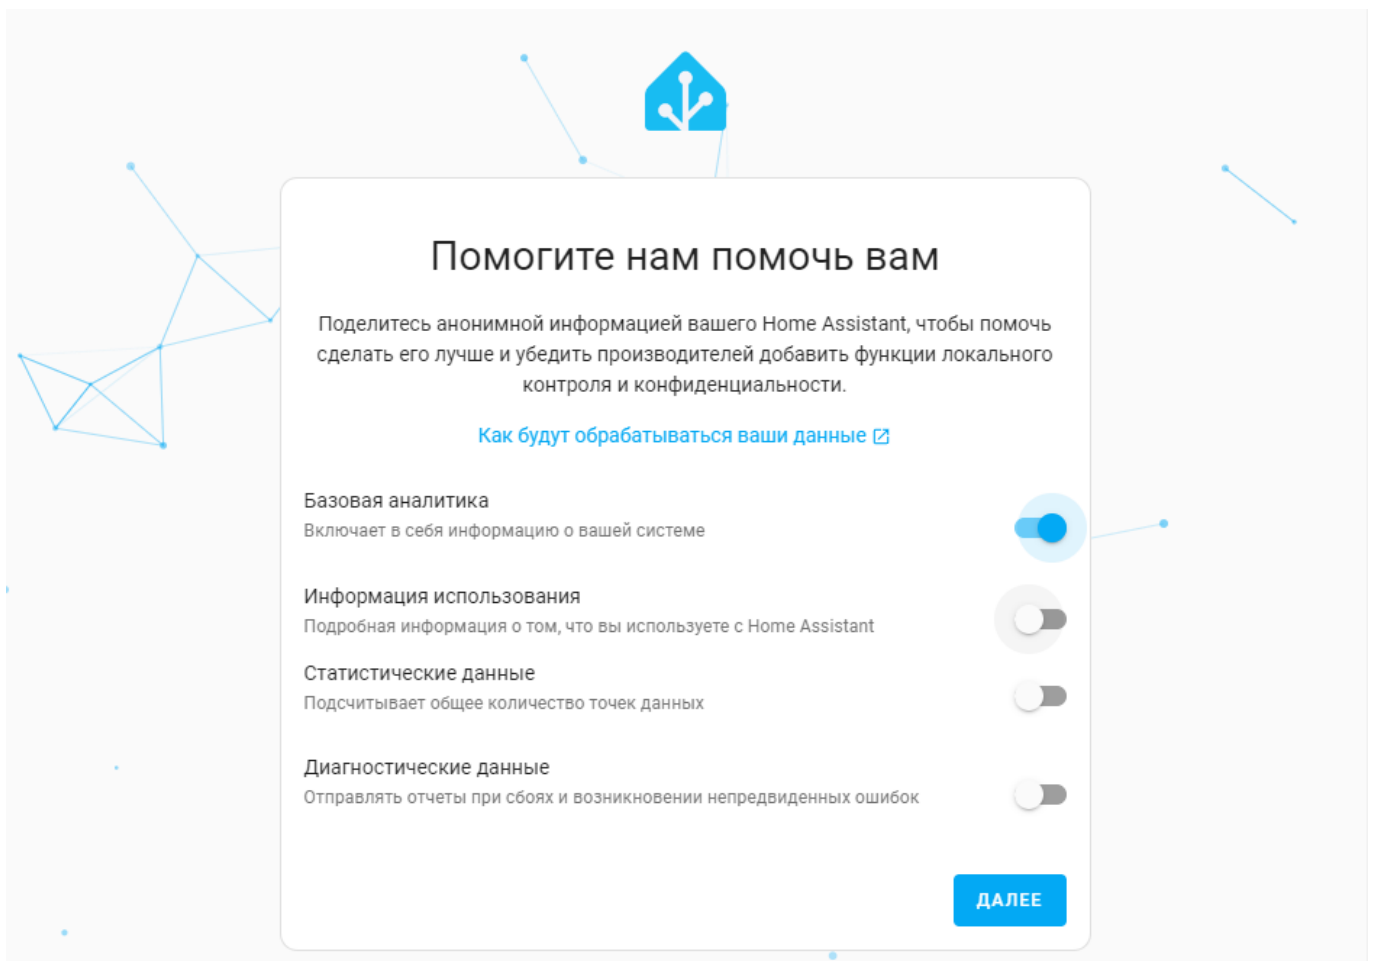 Помогите нам помочь вам
Поделитесь анонимной информацией вашего Home Assistant, чтобы помочь
сделать его лучше и убедить производителей добавить функции локального
контроля и конфиденциальности.
Как будут обрабатываться ваши данные
Базовая аналитика
Включает в себя информацию о вашей системе
Информация использования
Подробная информация о том, что вы используете с Home Assistant
Статистические данные
Подсчитывает общее количество точек данных
Диагностические данные
Отправлять отчеты при сбоях и возникновении непредвиденных ошибок
ДАЛЕЕ